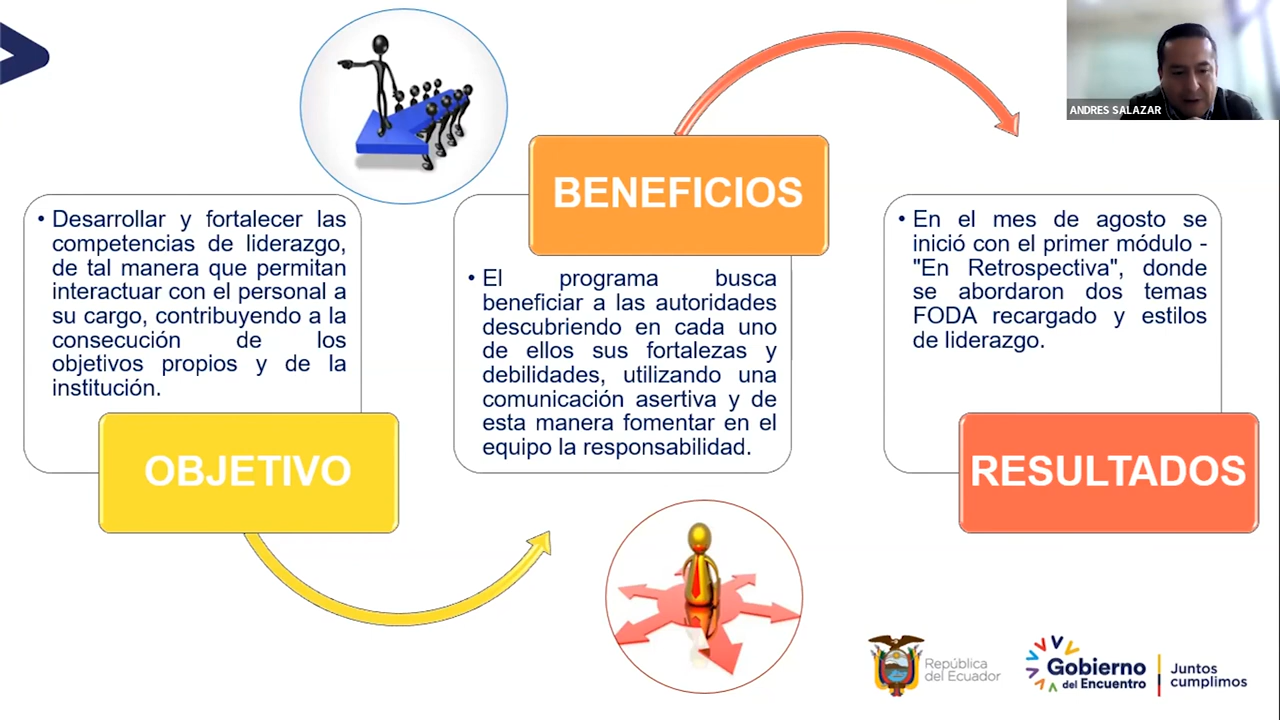 ANDRES SALAZAR
• Desarrollar y fortalecer las
competencias de liderazgo,
de tal manera que permitan
interactuar con el personal a
su cargo, contribuyendo a la
consecución de los
objetivos propios y de la
institución.
OBJETIVO
BENEFICIOS
• El programa busca
beneficiar a las autoridades
descubriendo en cada uno
de ellos sus fortalezas y
debilidades, utilizando una
comunicación asertiva y de
esta manera fomentar en el
equipo la responsabilidad.
• En el mes de agosto se
inició con el primer módulo -
"En Retrospectiva", donde
se abordaron dos temas
FODA recargado y estilos
de liderazgo.
RESULTADOS
República
del Ecuador
Gobierno
del Encuentro
Juntos
cumplimos